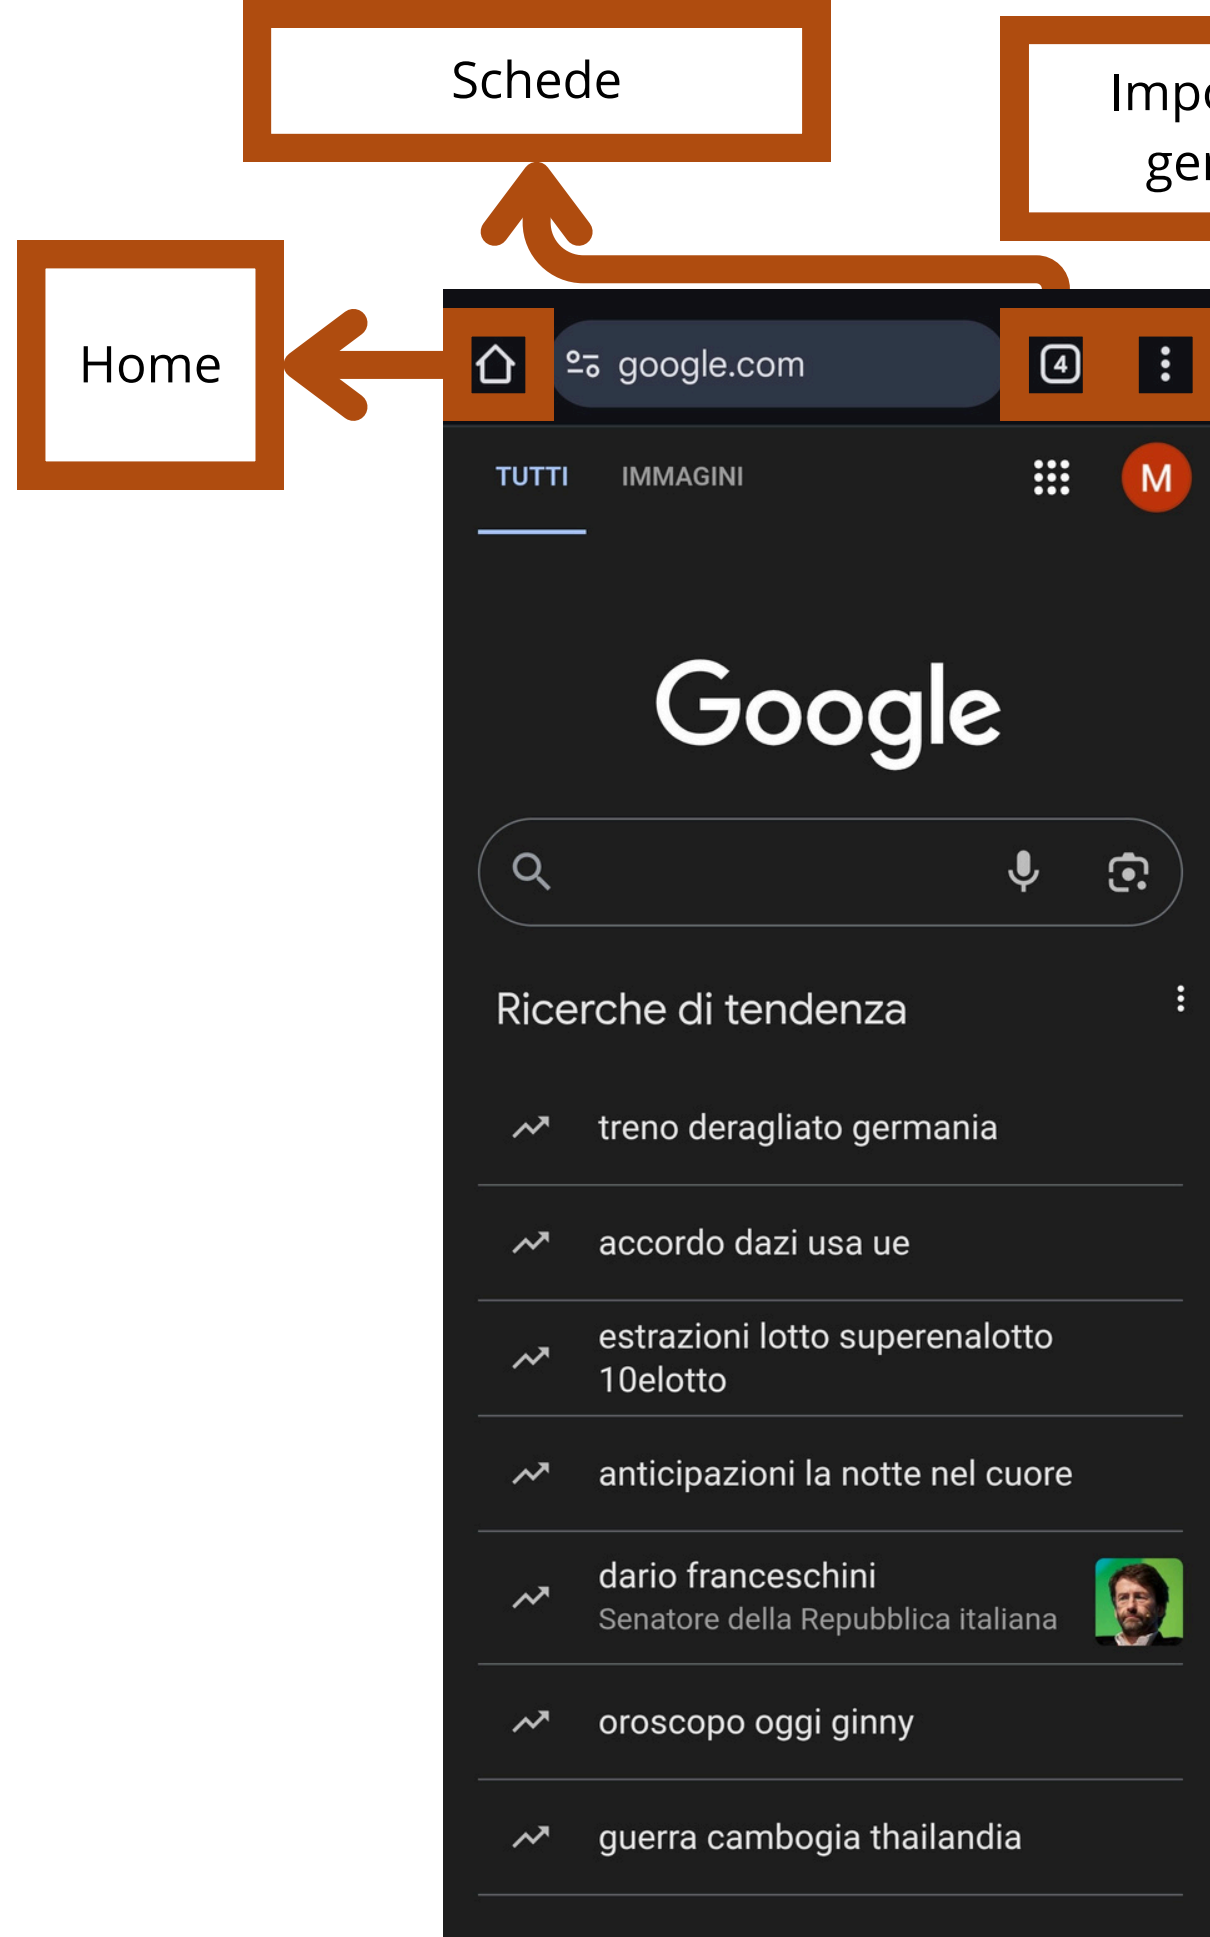 Schede
Home
google.com
4
TUTTI IMMAGINI
M
Google
Ricerche di tendenza
treno deragliato germania
accordo dazi usa ue
estrazioni lotto superenalotto
10elotto
anticipazioni la notte nel cuore
dario franceschini
Senatore della Repubblica italiana
oroscopo oggi ginny
guerra cambogia thailandia